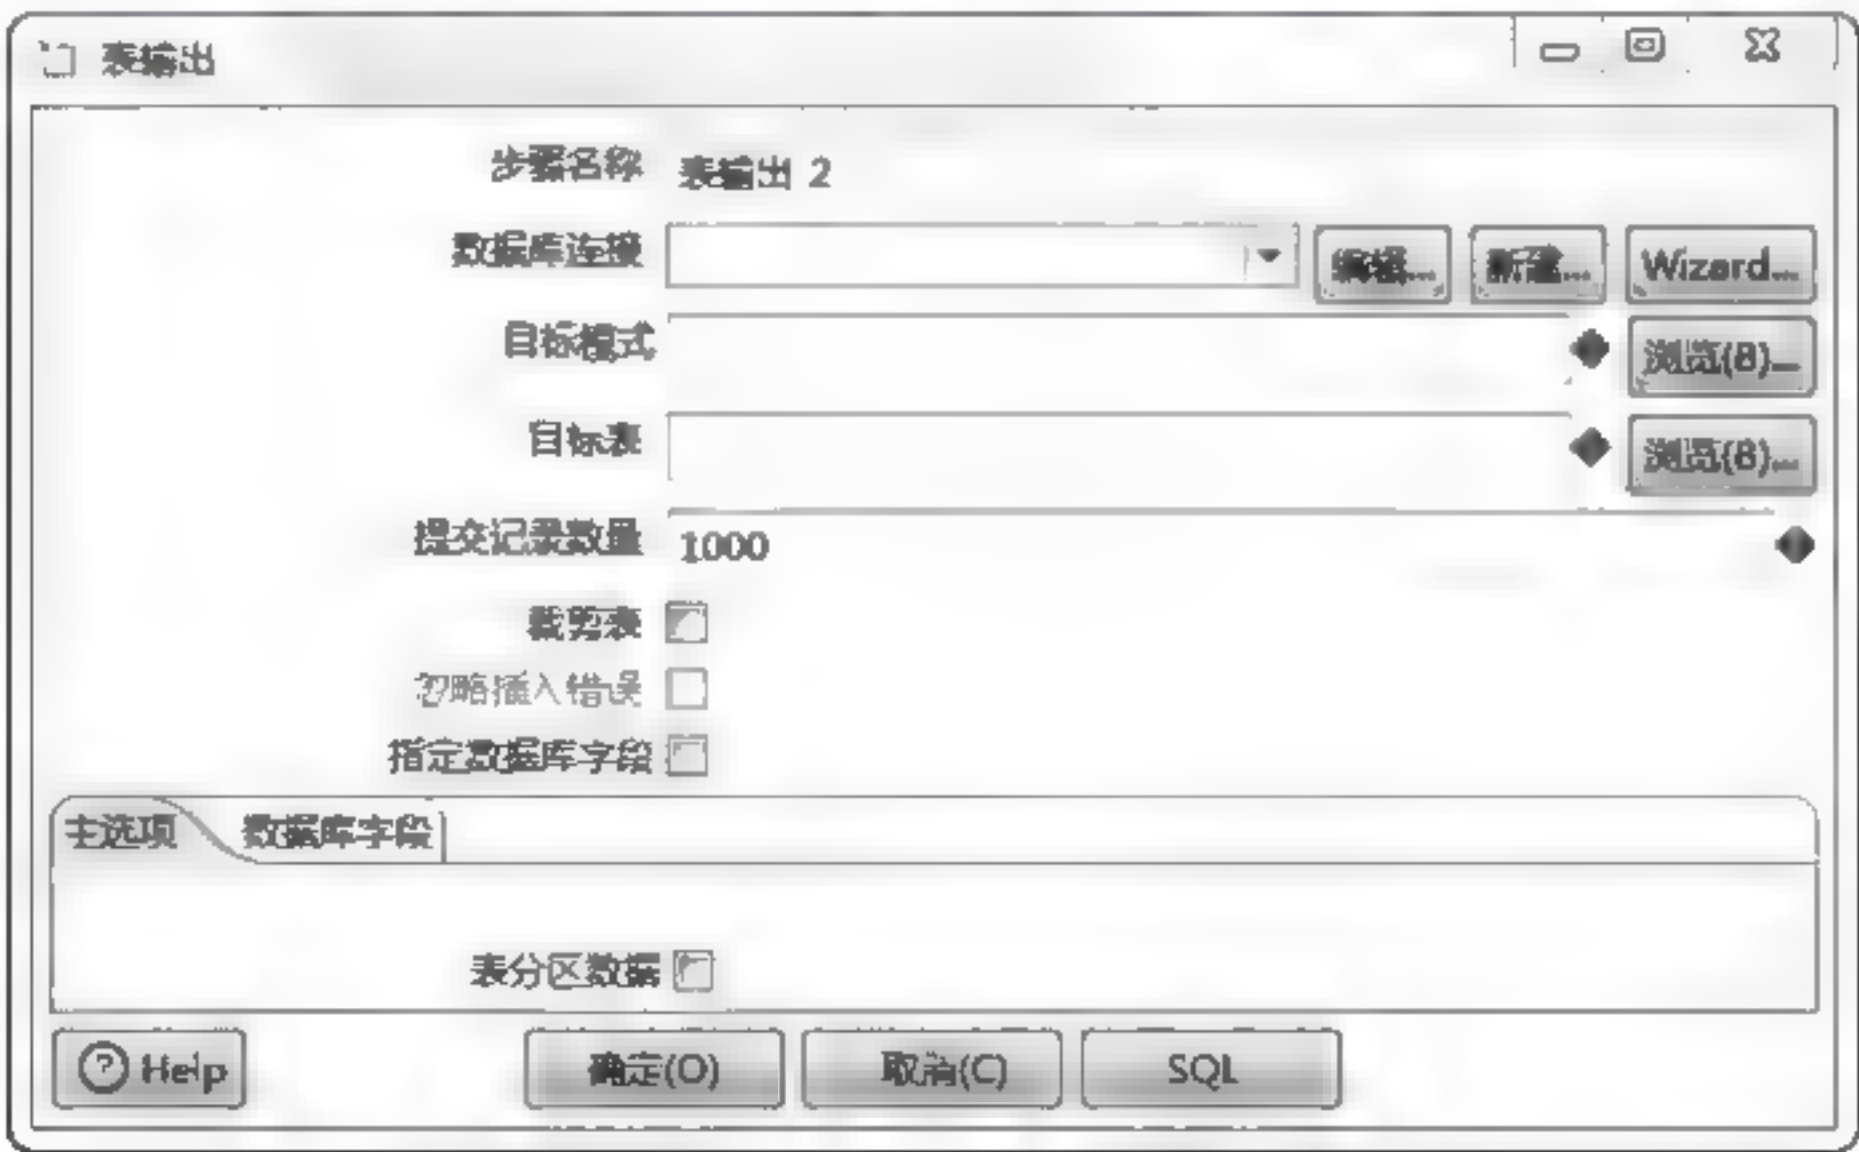 表输出
步骤名称 表输出 2
数据库连接 编辑... 新建... Wizard...
目标模式 浏览(B)...
目标表 浏览(B)...
提交记录数量 1000
裁剪表
忽略插入错误
指定数据库字段
主选项 数据库字段
表分区数据
Help 确定(O) 取消(C) SQL